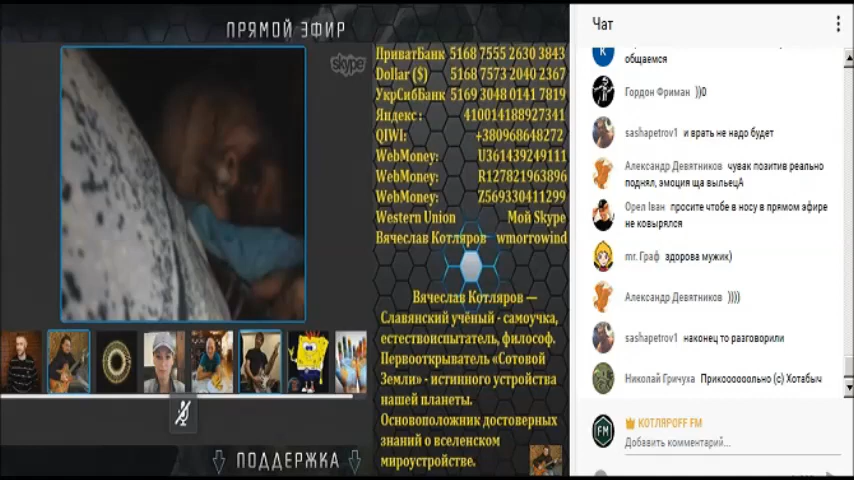 ПРЯМОЙ ЭФИР
skype
ПриватБанк 5168 7555 2630 3843
Dollar ($) 5168 7573 2040 2367
УкрСибБанк 5169 3048 0141 7819
Яндекс: 410014188927341
QIWI: +380968648272
WebMoney: U361439249111
WebMoney: R127821963896
WebMoney: Z569330411299
Western Union Мой Skype
Вячеслав Котляров wmorrowind
Вячеслав Котляров —
Славянский учёный - самоучка,
естествоиспытатель, философ.
Первооткрыватель «Сотовой
Земли» - истинного устройства
нашей планеты.
Основоположник достоверных
знаний о вселенском
мироустройстве.
ПОДДЕРЖКА
Чат
общаемся
Гордон Фриман ))0
sashapetrov1 и врать не надо будет
Александр Девятников чувак позитив реально
поднял, эмоция ща выльецА
Орел Іван просите чтобе в носу в прямом афире
не ковырялся
mr. Граф здорова мужик)
Александр Девятников ))))
sashapetrov1 наконец то разговорили
Николай Гричуха Прикоооооольно (с) Хотабыч
FM КОТЛЯРОFF FM
Добавить комментарий...